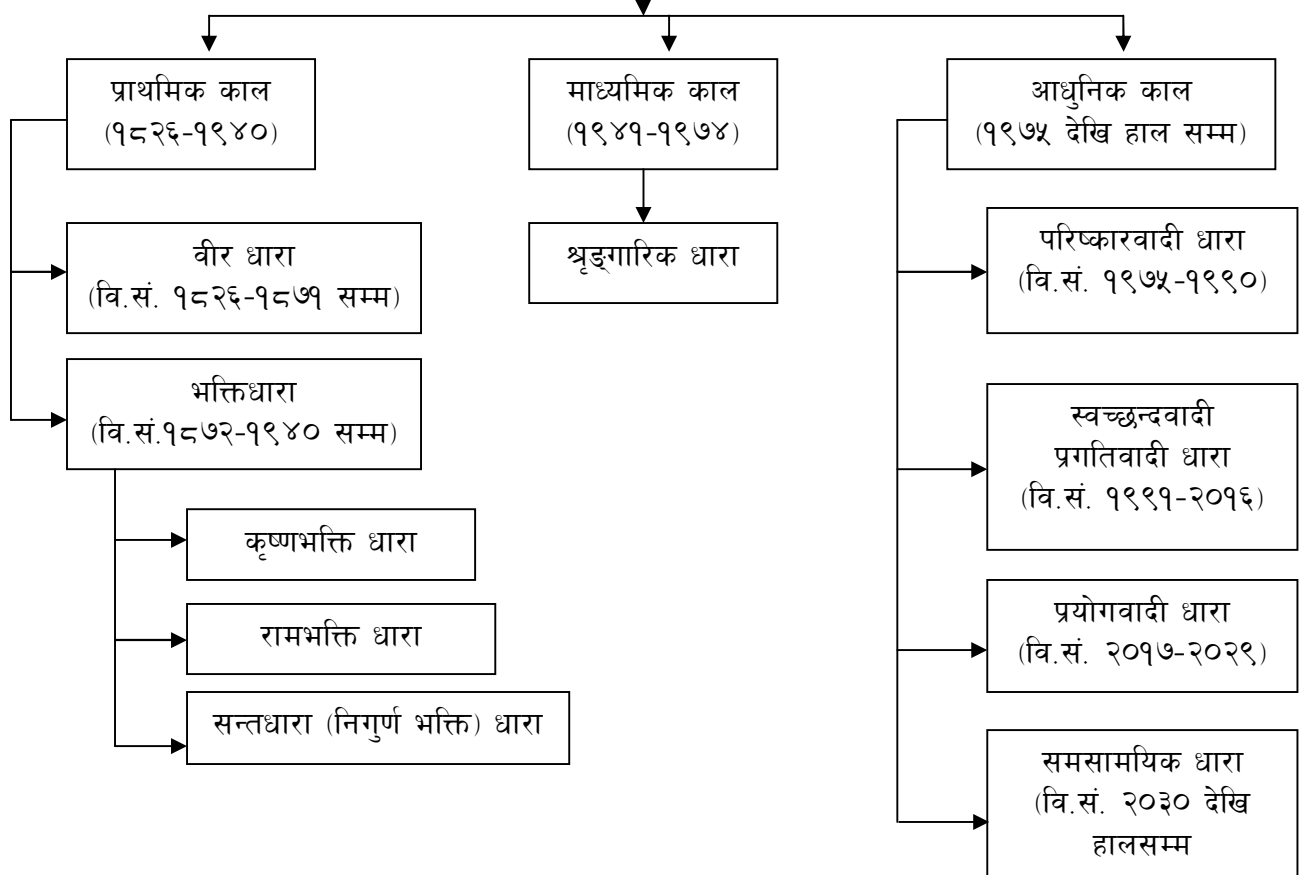 प्राथमिक काल
(१८२६-१९४०)
माध्यमिक काल
(१९४१-१९७४)
आधुनिक काल
(१९७५ देखि हाल सम्म)
वीर धारा
(वि.सं. १८२६-१८७१ सम्म)
भक्तिधारा
(वि.सं.१८७२-१९४० सम्म)
कृष्णभक्ति धारा
रामभक्ति धारा
सन्तधारा (निगुर्ण भक्ति) धारा
श्रृङ्गारिक धारा
परिष्कारवादी धारा
(वि.सं. १९७५-१९९०)
स्वच्छन्दवादी
प्रगतिवादी धारा
(वि.सं. १९९१-२०१६)
प्रयोगवादी धारा
(वि.सं. २०१७-२०२९)
समसामयिक धारा
(वि.सं. २०३० देखि
हालसम्म